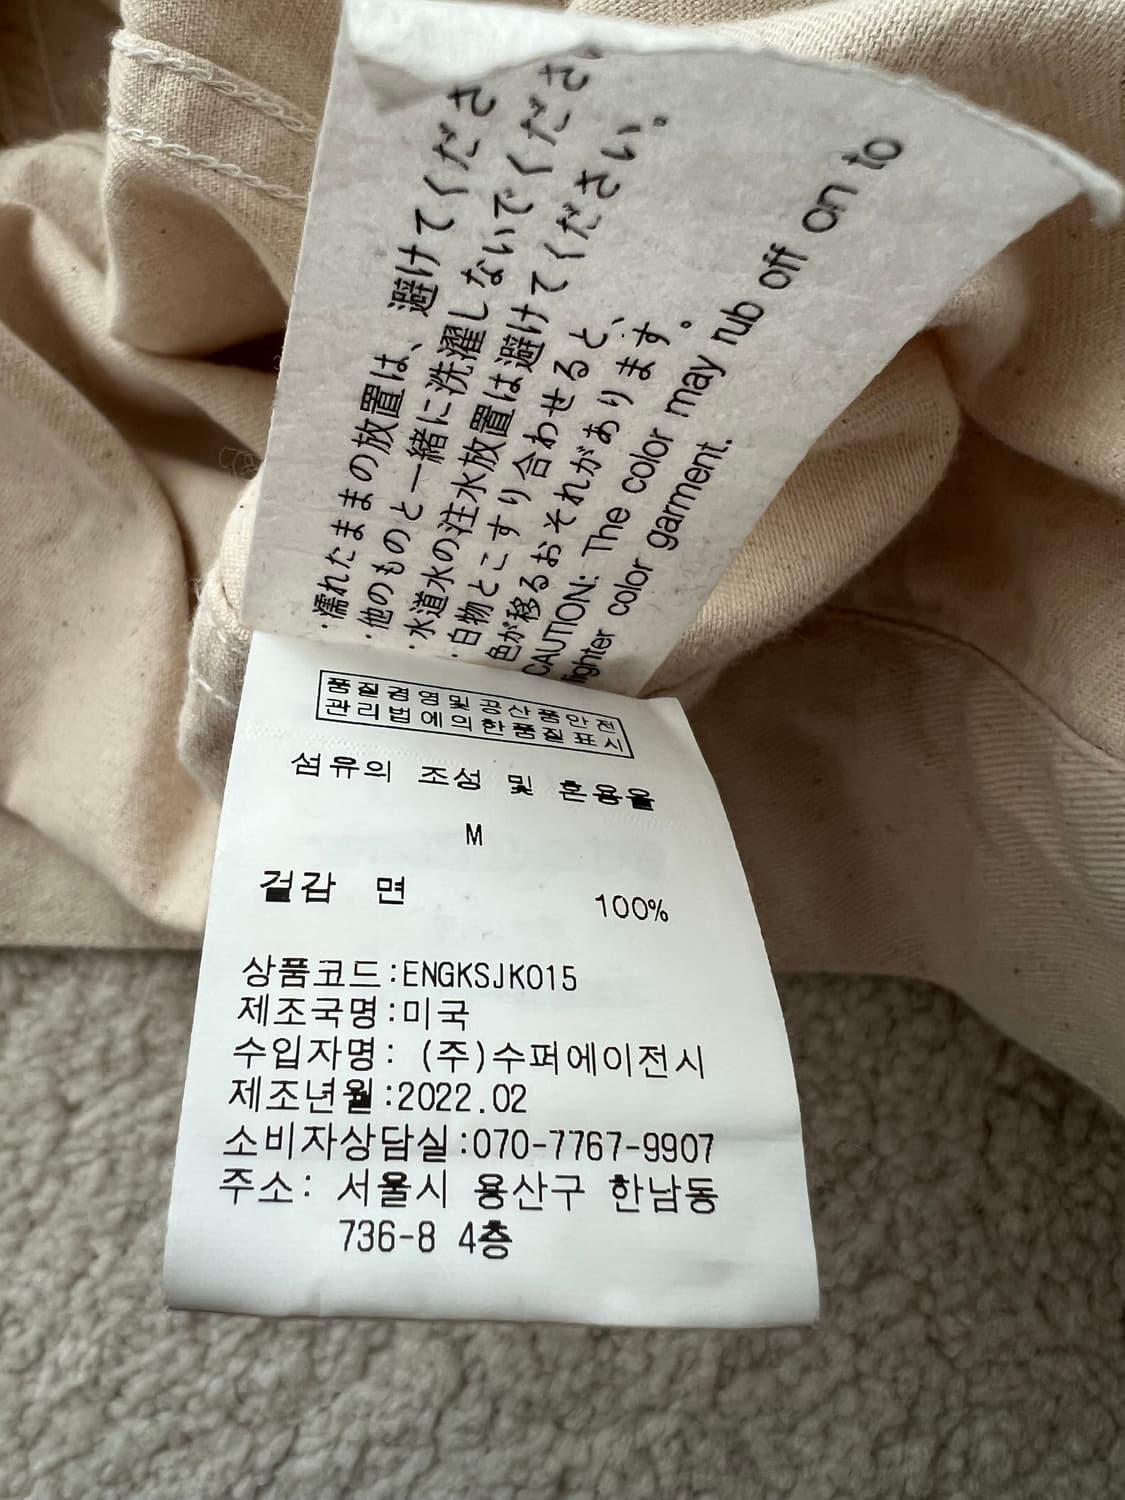 ・濡れたままの放置は、避けてくださ
・他のものと一緒に洗濯しないでくださ
・水道水の注水放置は避けてください。
・白物とこすり合わせると、
色が移るおそれがあります。
CAUTION: The color may rub off on to
lighter color garment.
품질경영및공산품안전
관리법에의한품질표시
섬유의 조성 및 혼용율
M
겉감 면 100%
상품코드:ENGKSJK015
제조국명:미국
수입자명: (주)수퍼에이전시
제조년월:2022.02
소비자상담실:070-7767-9907
주소: 서울시 용산구 한남동
736-8 4층